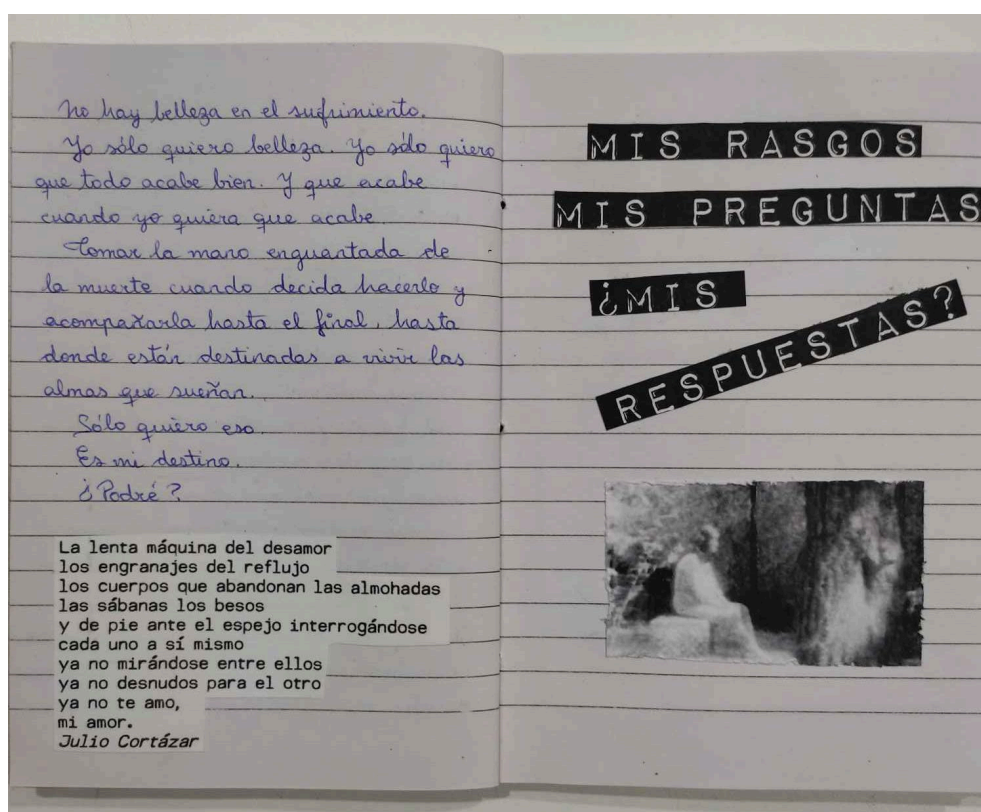 No hay belleza en el sufrimiento.
Yo sólo quiero belleza. Yo sólo quiero
que todo acabe bien. Y que acabe
cuando yo quiera que acabe.
Tomar la mano enguantada de
la muerte cuando decida hacerlo y
acompañarla hasta el final, hasta
donde están destinadas a vivir las
almas que sueñan.
Sólo quiero eso.
Es mi destino.
¿Podré?
La lenta máquina del desamor
los engranajes del reflujo
los cuerpos que abandonan las almohadas
las sábanas los besos
y de pie ante el espejo interrogándose
cada uno a sí mismo
ya no mirándose entre ellos
ya no desnudos para el otro
ya no te amo,
mi amor.
Julio Cortázar
MIS RASGOS
MIS PREGUNTAS
¿MIS
RESPUESTAS?